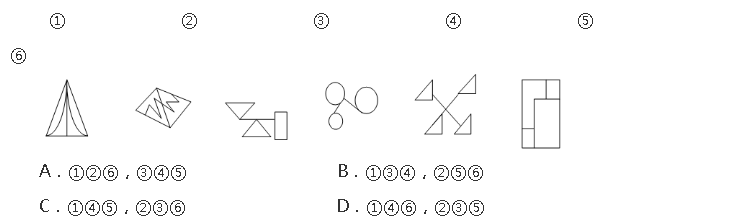 ① ② ③ ④ ⑤
⑥
A．①②⑥，③④⑤ B．①③④，②⑤⑥
C．①④⑤，②③⑥ D．①④⑥，②③⑤